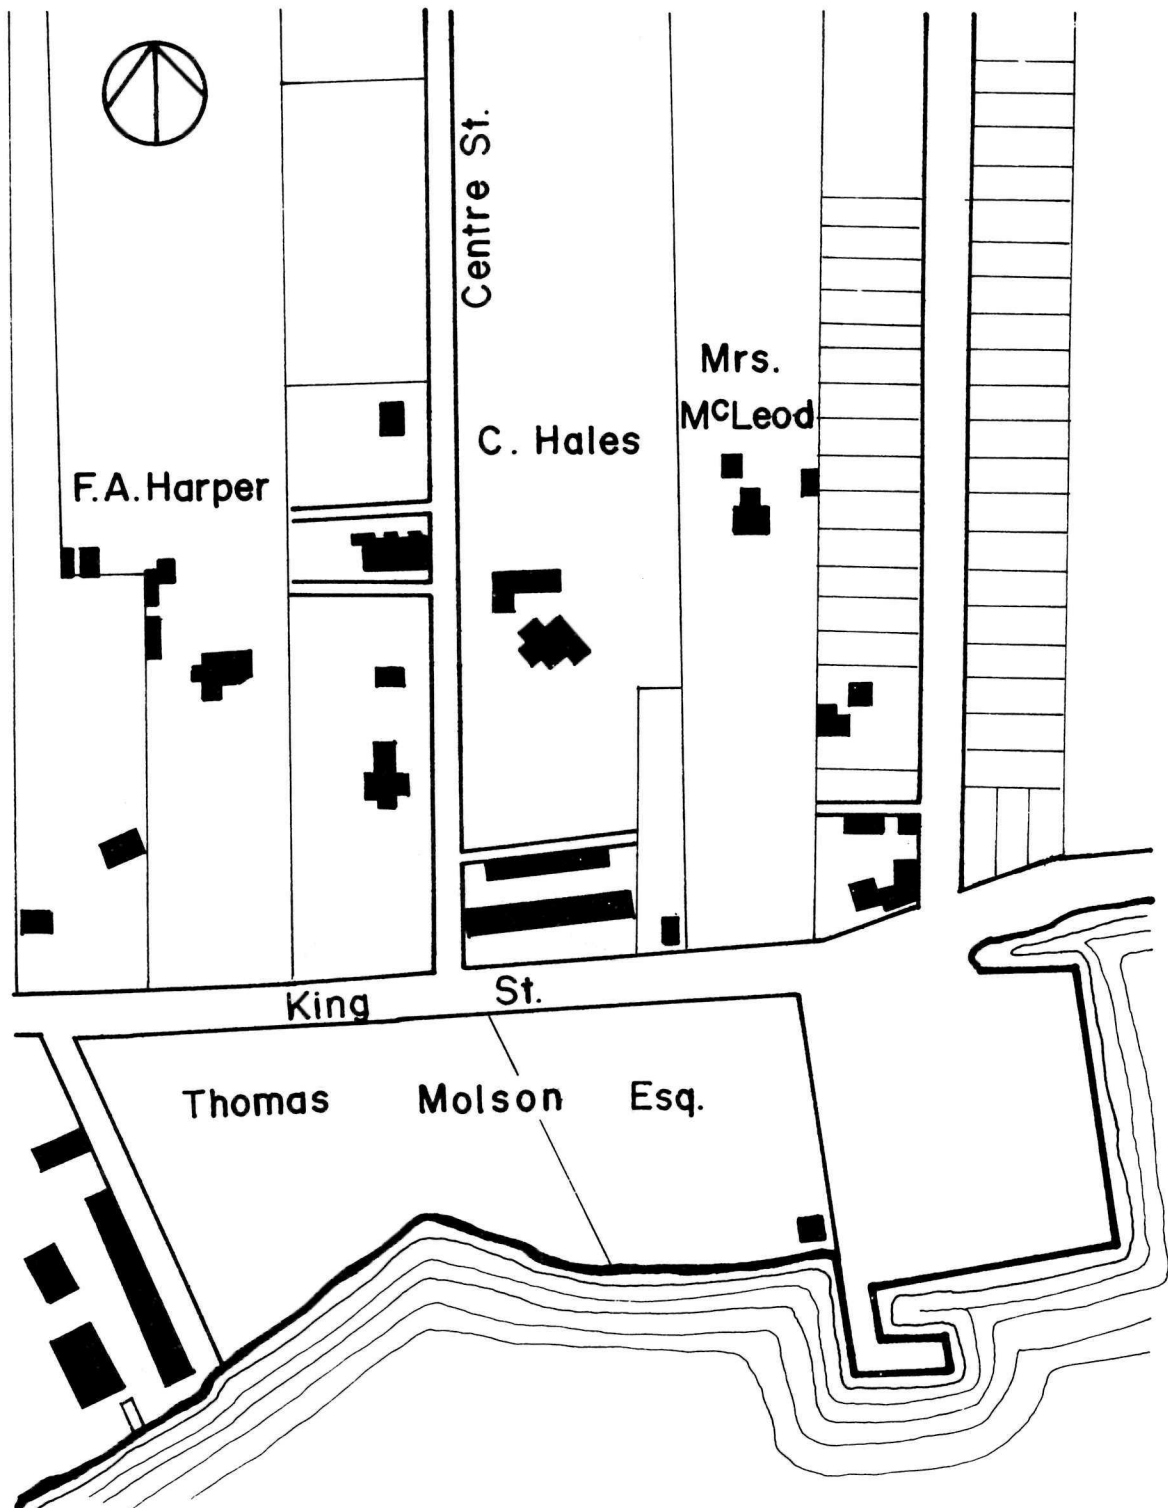 Centre St.
Mrs.
McLeod
C. Hales
F.A. Harper
King St.
Thomas Molson Esq.